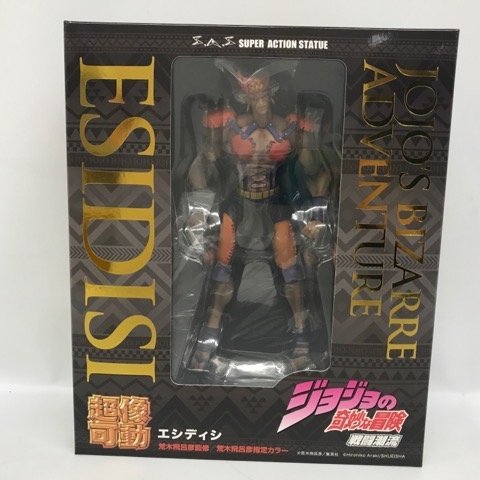 SAS SUPER ACTION STATUE
ESIDISI
JOJO'S BIZARRE
ADVENTURE
超像
可動
エシディシ
荒木飛呂彦監修/荒木飛呂彦指定カラー
ジョジョの
奇妙な冒険
戦闘潮流
©荒木飛呂彦/集英社 ©Hirohiko Araki/SHUEISHA